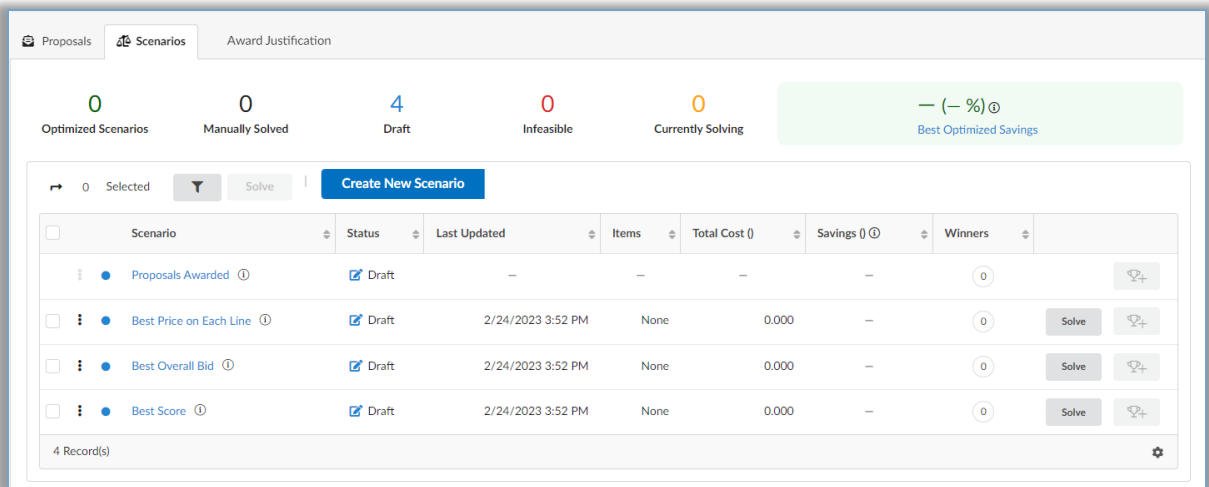 Proposals Scenarios Award Justification
0 0 4 0 0 — (— %)
Optimized Scenarios Manually Solved Draft Infeasible Currently Solving Best Optimized Savings
0 Selected Solve Create New Scenario
Scenario Status Last Updated Items Total Cost () Savings () Winners
Proposals Awarded Draft — — — — 0
Best Price on Each Line Draft 2/24/2023 3:52 PM None 0.000 — 0 Solve
Best Overall Bid Draft 2/24/2023 3:52 PM None 0.000 — 0 Solve
Best Score Draft 2/24/2023 3:52 PM None 0.000 — 0 Solve
4 Record(s)